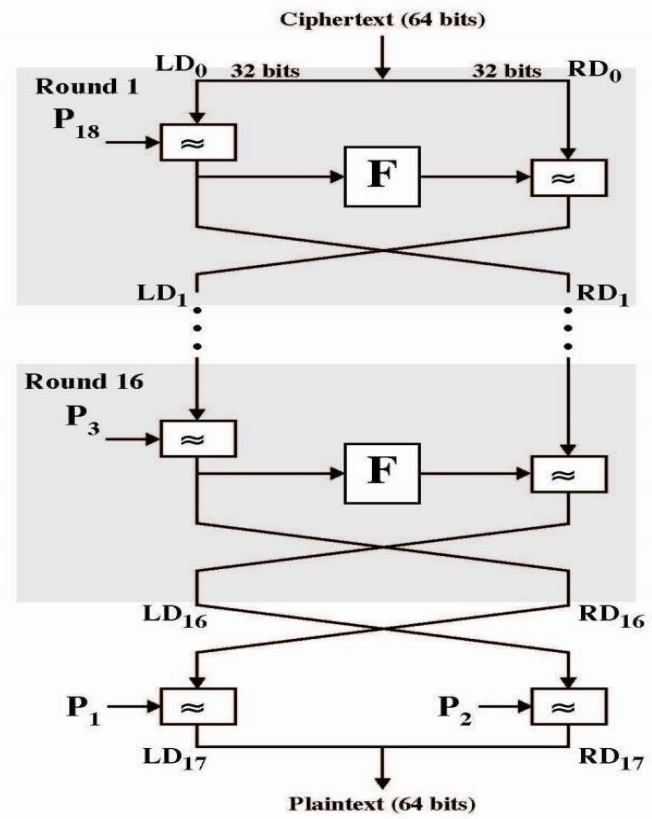 Ciphertext (64 bits)
LD₀ 32 bits 32 bits RD₀
Round 1
P₁₈
≈
F
≈
LD₁ RD₁
Round 16
P₃
≈
F
≈
LD₁₆ RD₁₆
P₁ ≈ P₂ ≈
LD₁₇ RD₁₇
Plaintext (64 bits)